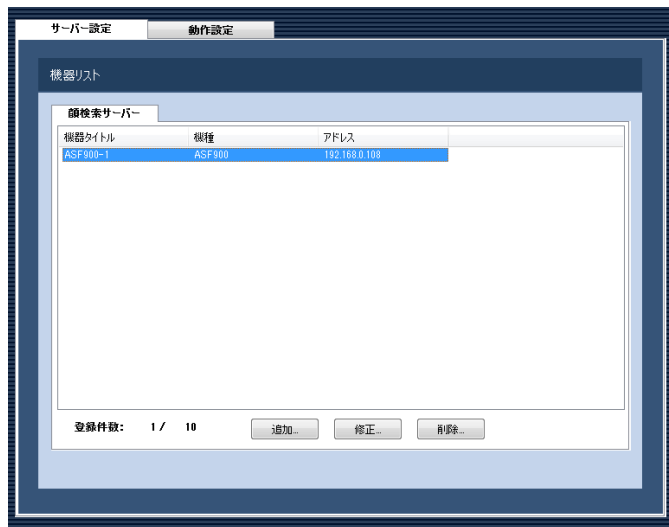 サーバー設定 動作設定
機器リスト
顔検索サーバー
機器タイトル 機種 アドレス
ASF900-1 ASF900 192.168.0.108
登録件数: 1 / 10 追加... 修正... 削除...